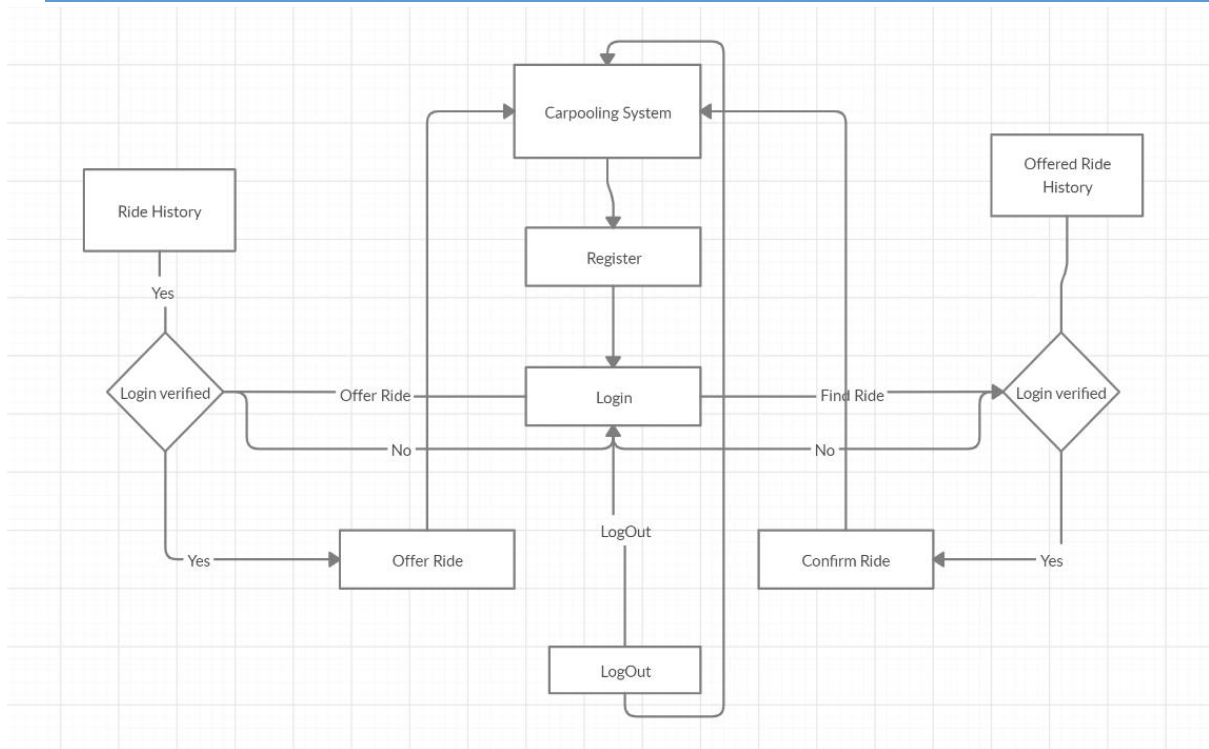 Carpooling System
Offered Ride
History
Ride History
Register
Yes
Login verified
Offer Ride
Login
Find Ride
Login verified
No
No
LogOut
Yes
Offer Ride
Confirm Ride
Yes
LogOut